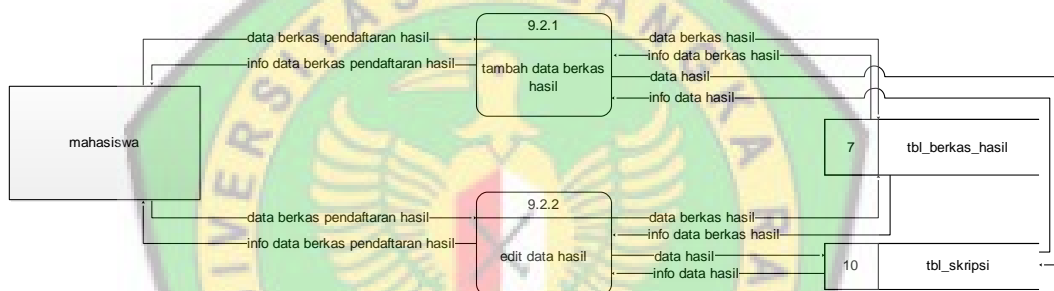 9.2.1
data berkas pendaftaran hasil
data berkas hasil
info berkas hasil
info data berkas pendaftaran hasil
tambah data berkas
hasil
data hasil
info data hasil
mahasiswa
7
tbl_berkas_hasil
9.2.2
data berkas pendaftaran hasil
data berkas hasil
info berkas hasil
info data berkas pendaftaran hasil
edit data hasil
data hasil
info data hasil
10
tbl_skripsi